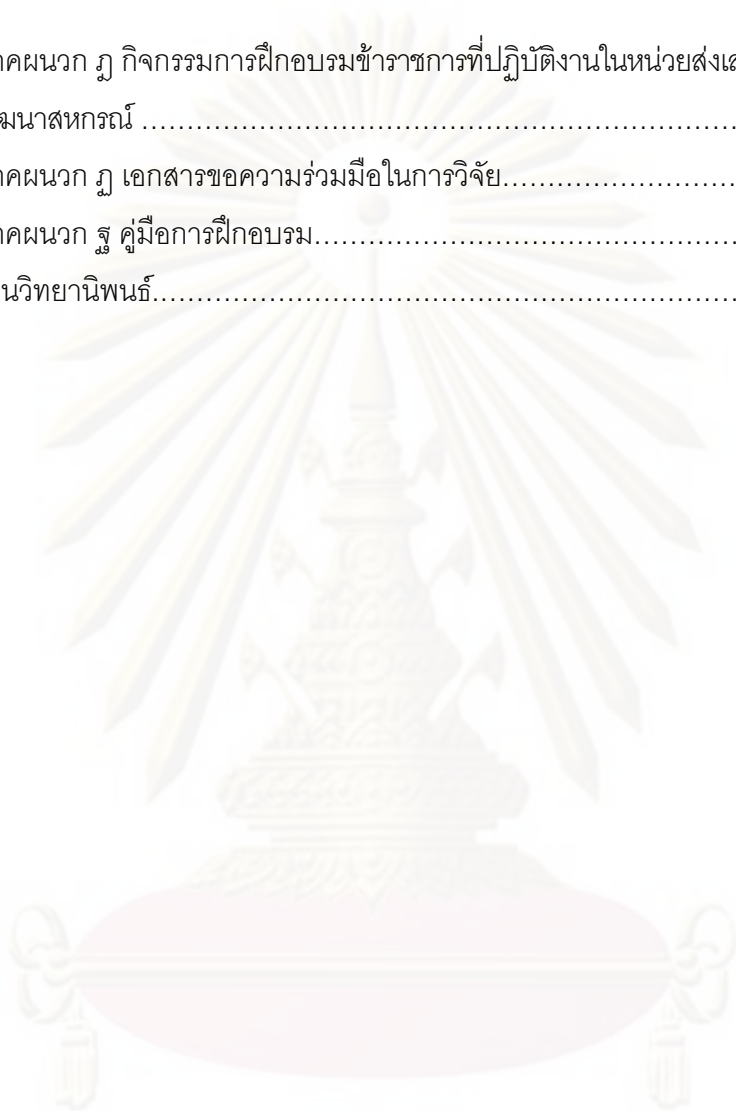 าคผนวก ฎ กิจกรรมการฝึกอบรมข้าราชการที่ปฏิบัติงานในหน่วยส่งเส
ฒนาสหกรณ์ ……………………………………………………………
าคผนวก ฏ เอกสารขอความร่วมมือในการวิจัย………………………
าคผนวก ฐ คู่มือการฝึกอบรม……………………………………………
นวิทยานิพนธ์………………………………………………………………